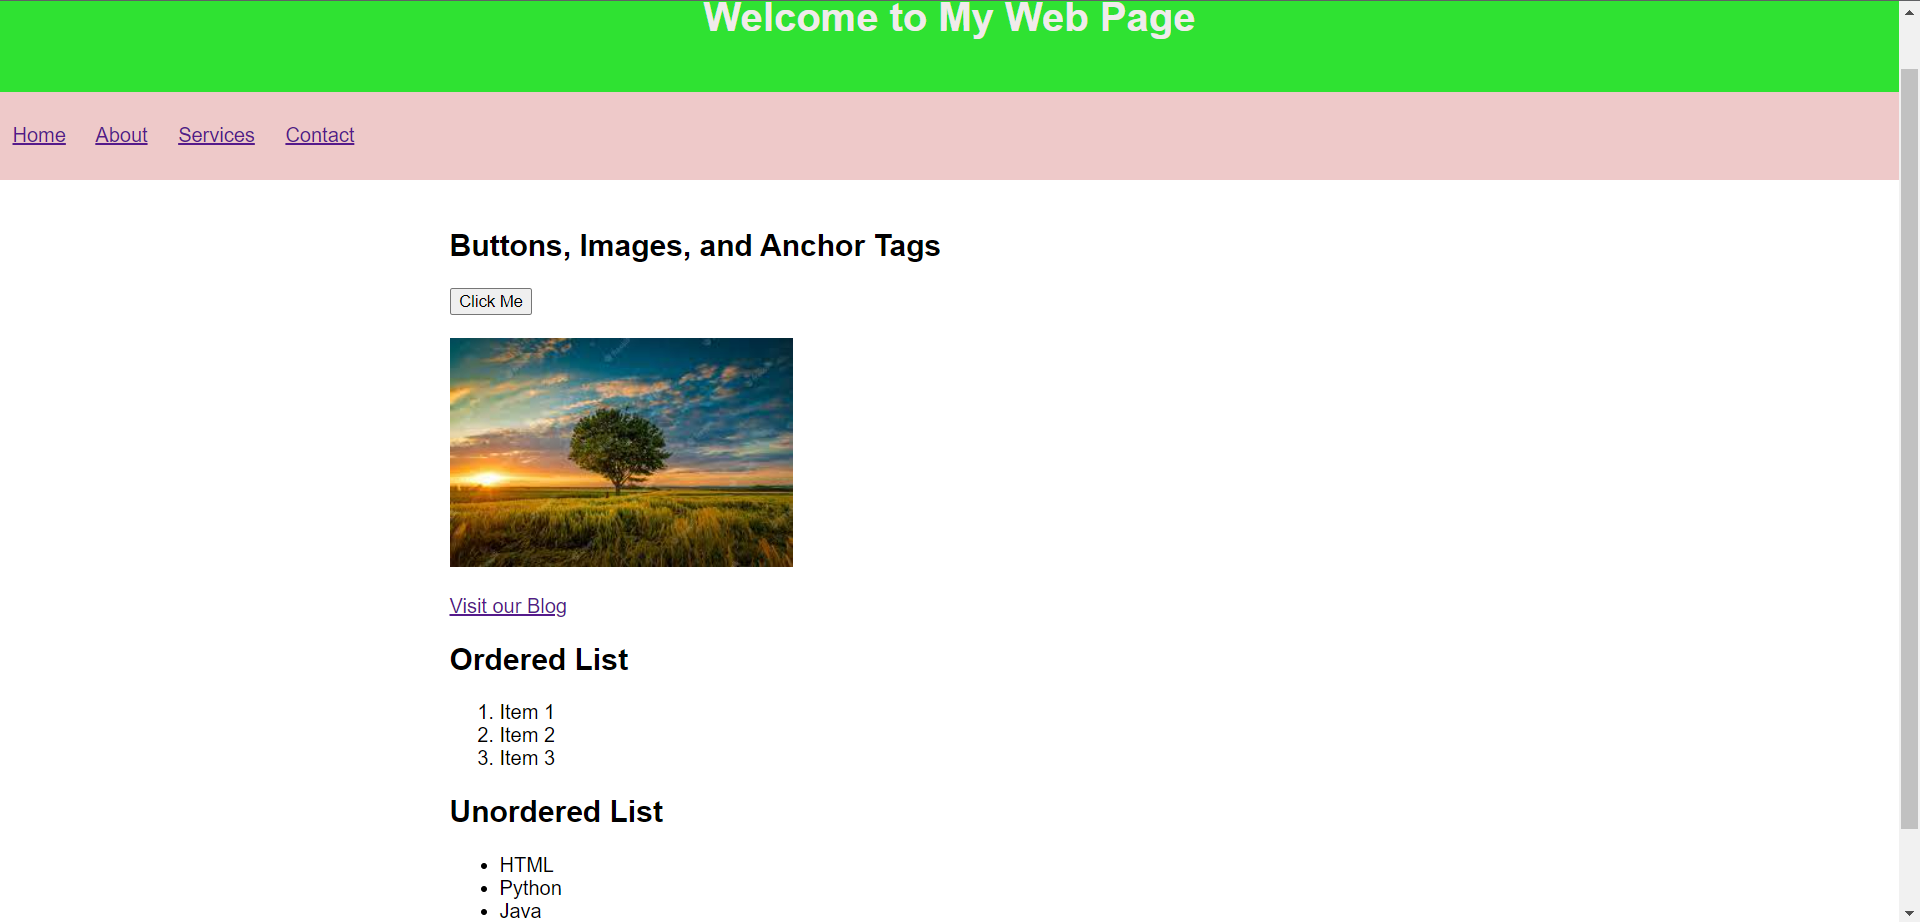 Welcome to My Web Page
Home About Services Contact
Buttons, Images, and Anchor Tags
Click Me
Visit our Blog
Ordered List
1. Item 1
2. Item 2
3. Item 3
Unordered List
• HTML
• Python
• Java